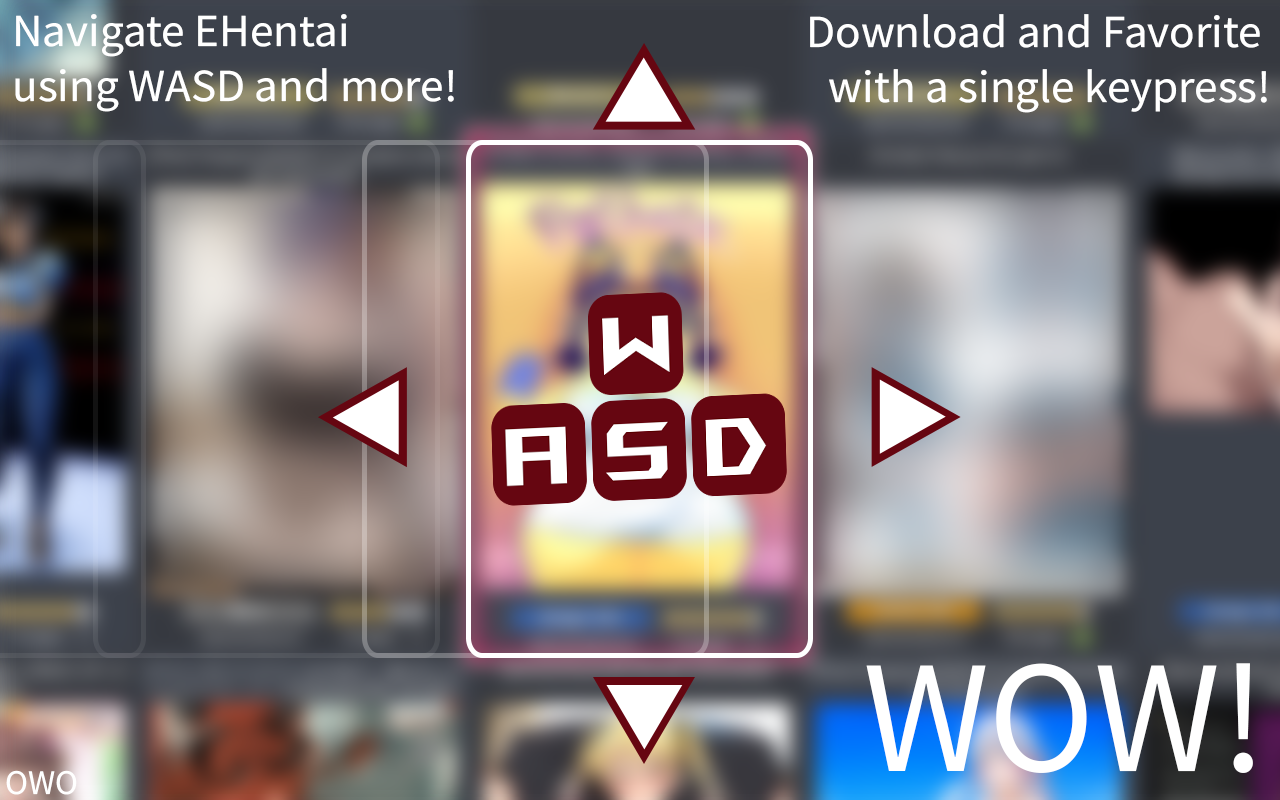 Navigate EHentai
using WASD and more!
Download and Favorite
with a single keypress!
W
ASD
WOW!
OWO